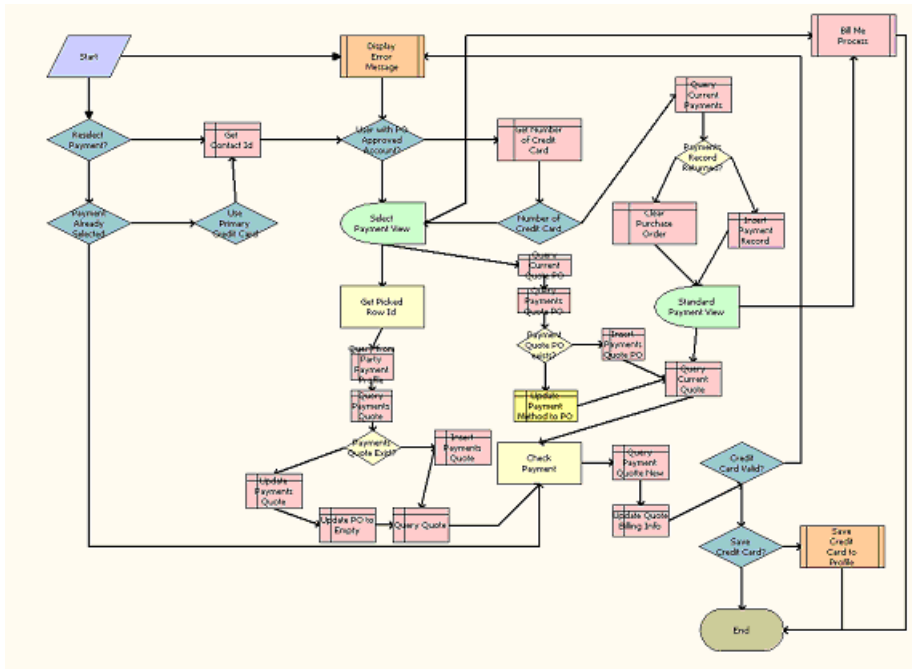 Start
Display
Error
Message
Bill Me
Process
Reselect
Payment?
Get
Contact Id
User with PO
Approved
Account?
Get Number
of Credit
Card
Query
Current
Payments
Payments
Record
Returned?
Payment
Already
Selected
Use
Primary
Credit Card?
Select
Payment View
Number of
Credit Card
Clear
Purchase
Order
Insert
Payment
Record
Query
Current
Quote PO
Get Picked
Row Id
Query
Payments
Quote PO
Standard
Payment View
Payment
Quote PO
exists?
Insert
Payments
Quote PO
Query from
Party
Payment
Profile
Query
Current
Quote
Query
Payments
Quote
Update
Payment
Method to PO
Payments
Quote Exist?
Insert
Payments
Quote
Check
Payment
Query
Payment
Quote New
Credit
Card Valid?
Update
Payments
Quote
Update PO to
Empty
Query Quote
Update Quote
Billing Info
Save
Credit Card?
Save
Credit
Card to
Profile
End